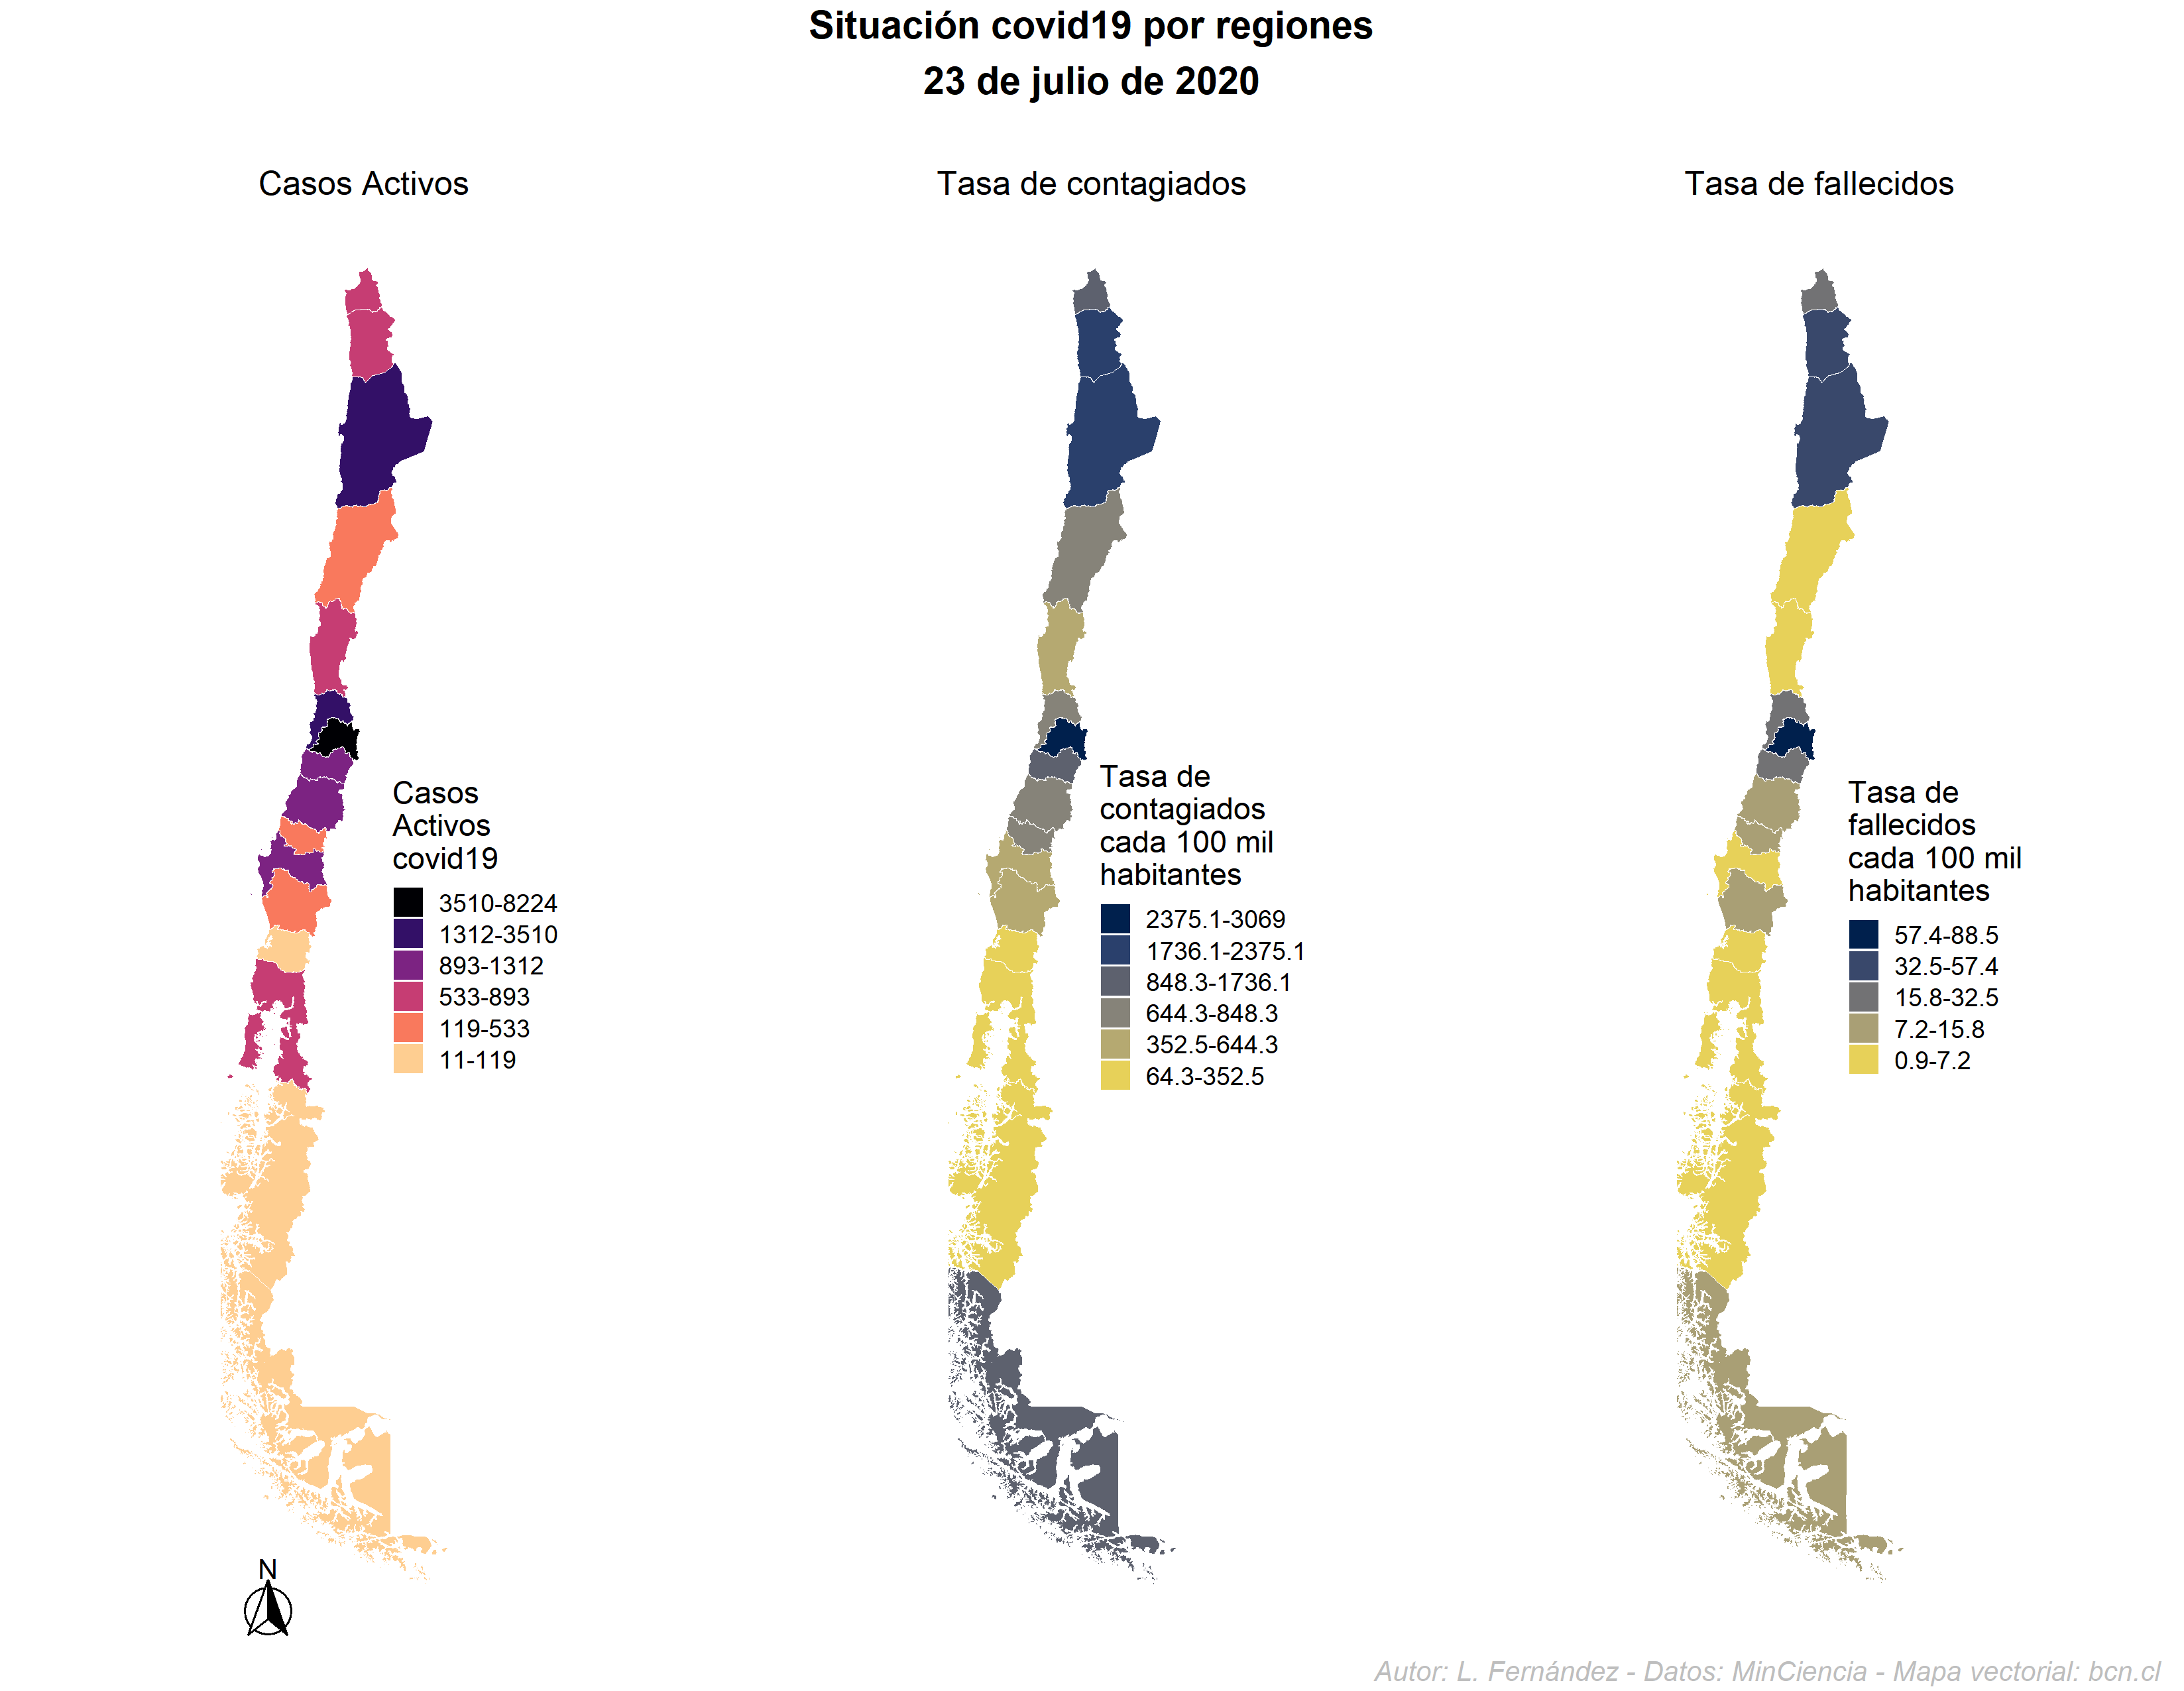 Situación covid19 por regiones
23 de julio de 2020
Casos Activos
Tasa de contagiados
Tasa de fallecidos
Casos
Activos
covid19
3510-8224
1312-3510
893-1312
533-893
119-533
11-119
Tasa de
contagiados
cada 100 mil
habitantes
2375.1-3069
1736.1-2375.1
848.3-1736.1
644.3-848.3
352.5-644.3
64.3-352.5
Tasa de
fallecidos
cada 100 mil
habitantes
57.4-88.5
32.5-57.4
15.8-32.5
7.2-15.8
0.9-7.2
N
Autor: L. Fernández - Datos: MinCiencia - Mapa vectorial: bcn.cl